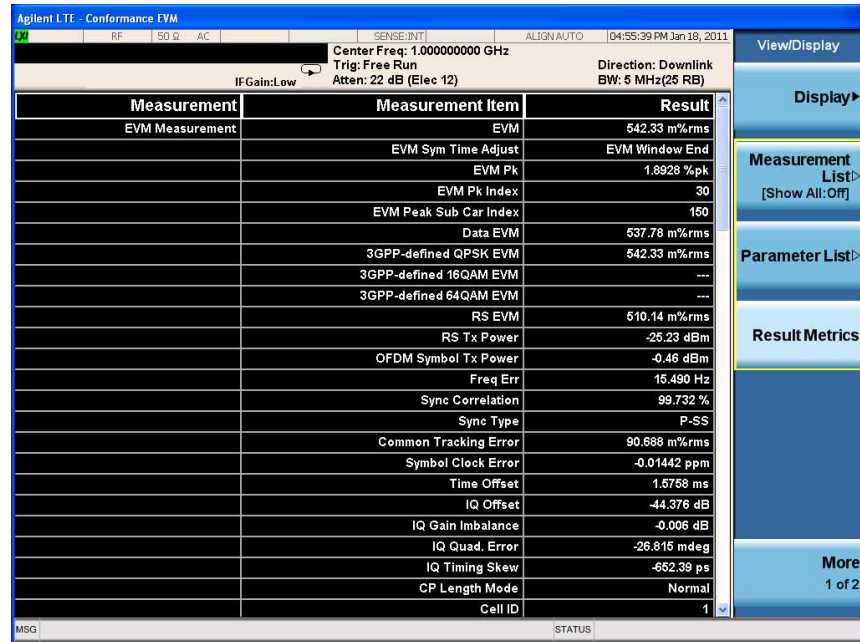 Agilent LTE - Conformance EVM
LXI RF 50 Ω AC SENSE:INT ALIGN AUTO 04:55:39 PM Jan 18, 2011
Center Freq: 1.000000000 GHz
Trig: Free Run Direction: Downlink
IFGain:Low Atten: 22 dB (Elec 12) BW: 5 MHz(25 RB)
Measurement Measurement Item Result
EVM Measurement EVM 542.33 m%rms
EVM Sym Time Adjust EVM Window End
EVM Pk 1.8928 %pk
EVM Pk Index 30
EVM Peak Sub Car Index 150
Data EVM 537.78 m%rms
3GPP-defined QPSK EVM 542.33 m%rms
3GPP-defined 16QAM EVM ---
3GPP-defined 64QAM EVM ---
RS EVM 510.14 m%rms
RS Tx Power -25.23 dBm
OFDM Symbol Tx Power -0.46 dBm
Freq Err 15.490 Hz
Sync Correlation 99.732 %
Sync Type P-SS
Common Tracking Error 90.688 m%rms
Symbol Clock Error -0.01442 ppm
Time Offset 1.5758 ms
IQ Offset -44.376 dB
IQ Gain Imbalance -0.006 dB
IQ Quad. Error -26.815 mdeg
IQ Timing Skew -652.39 ps
CP Length Mode Normal
Cell ID 1
MSG STATUS
View/Display
Display
Measurement
List
[Show All:Off]
Parameter List
Result Metrics
More
1 of 2